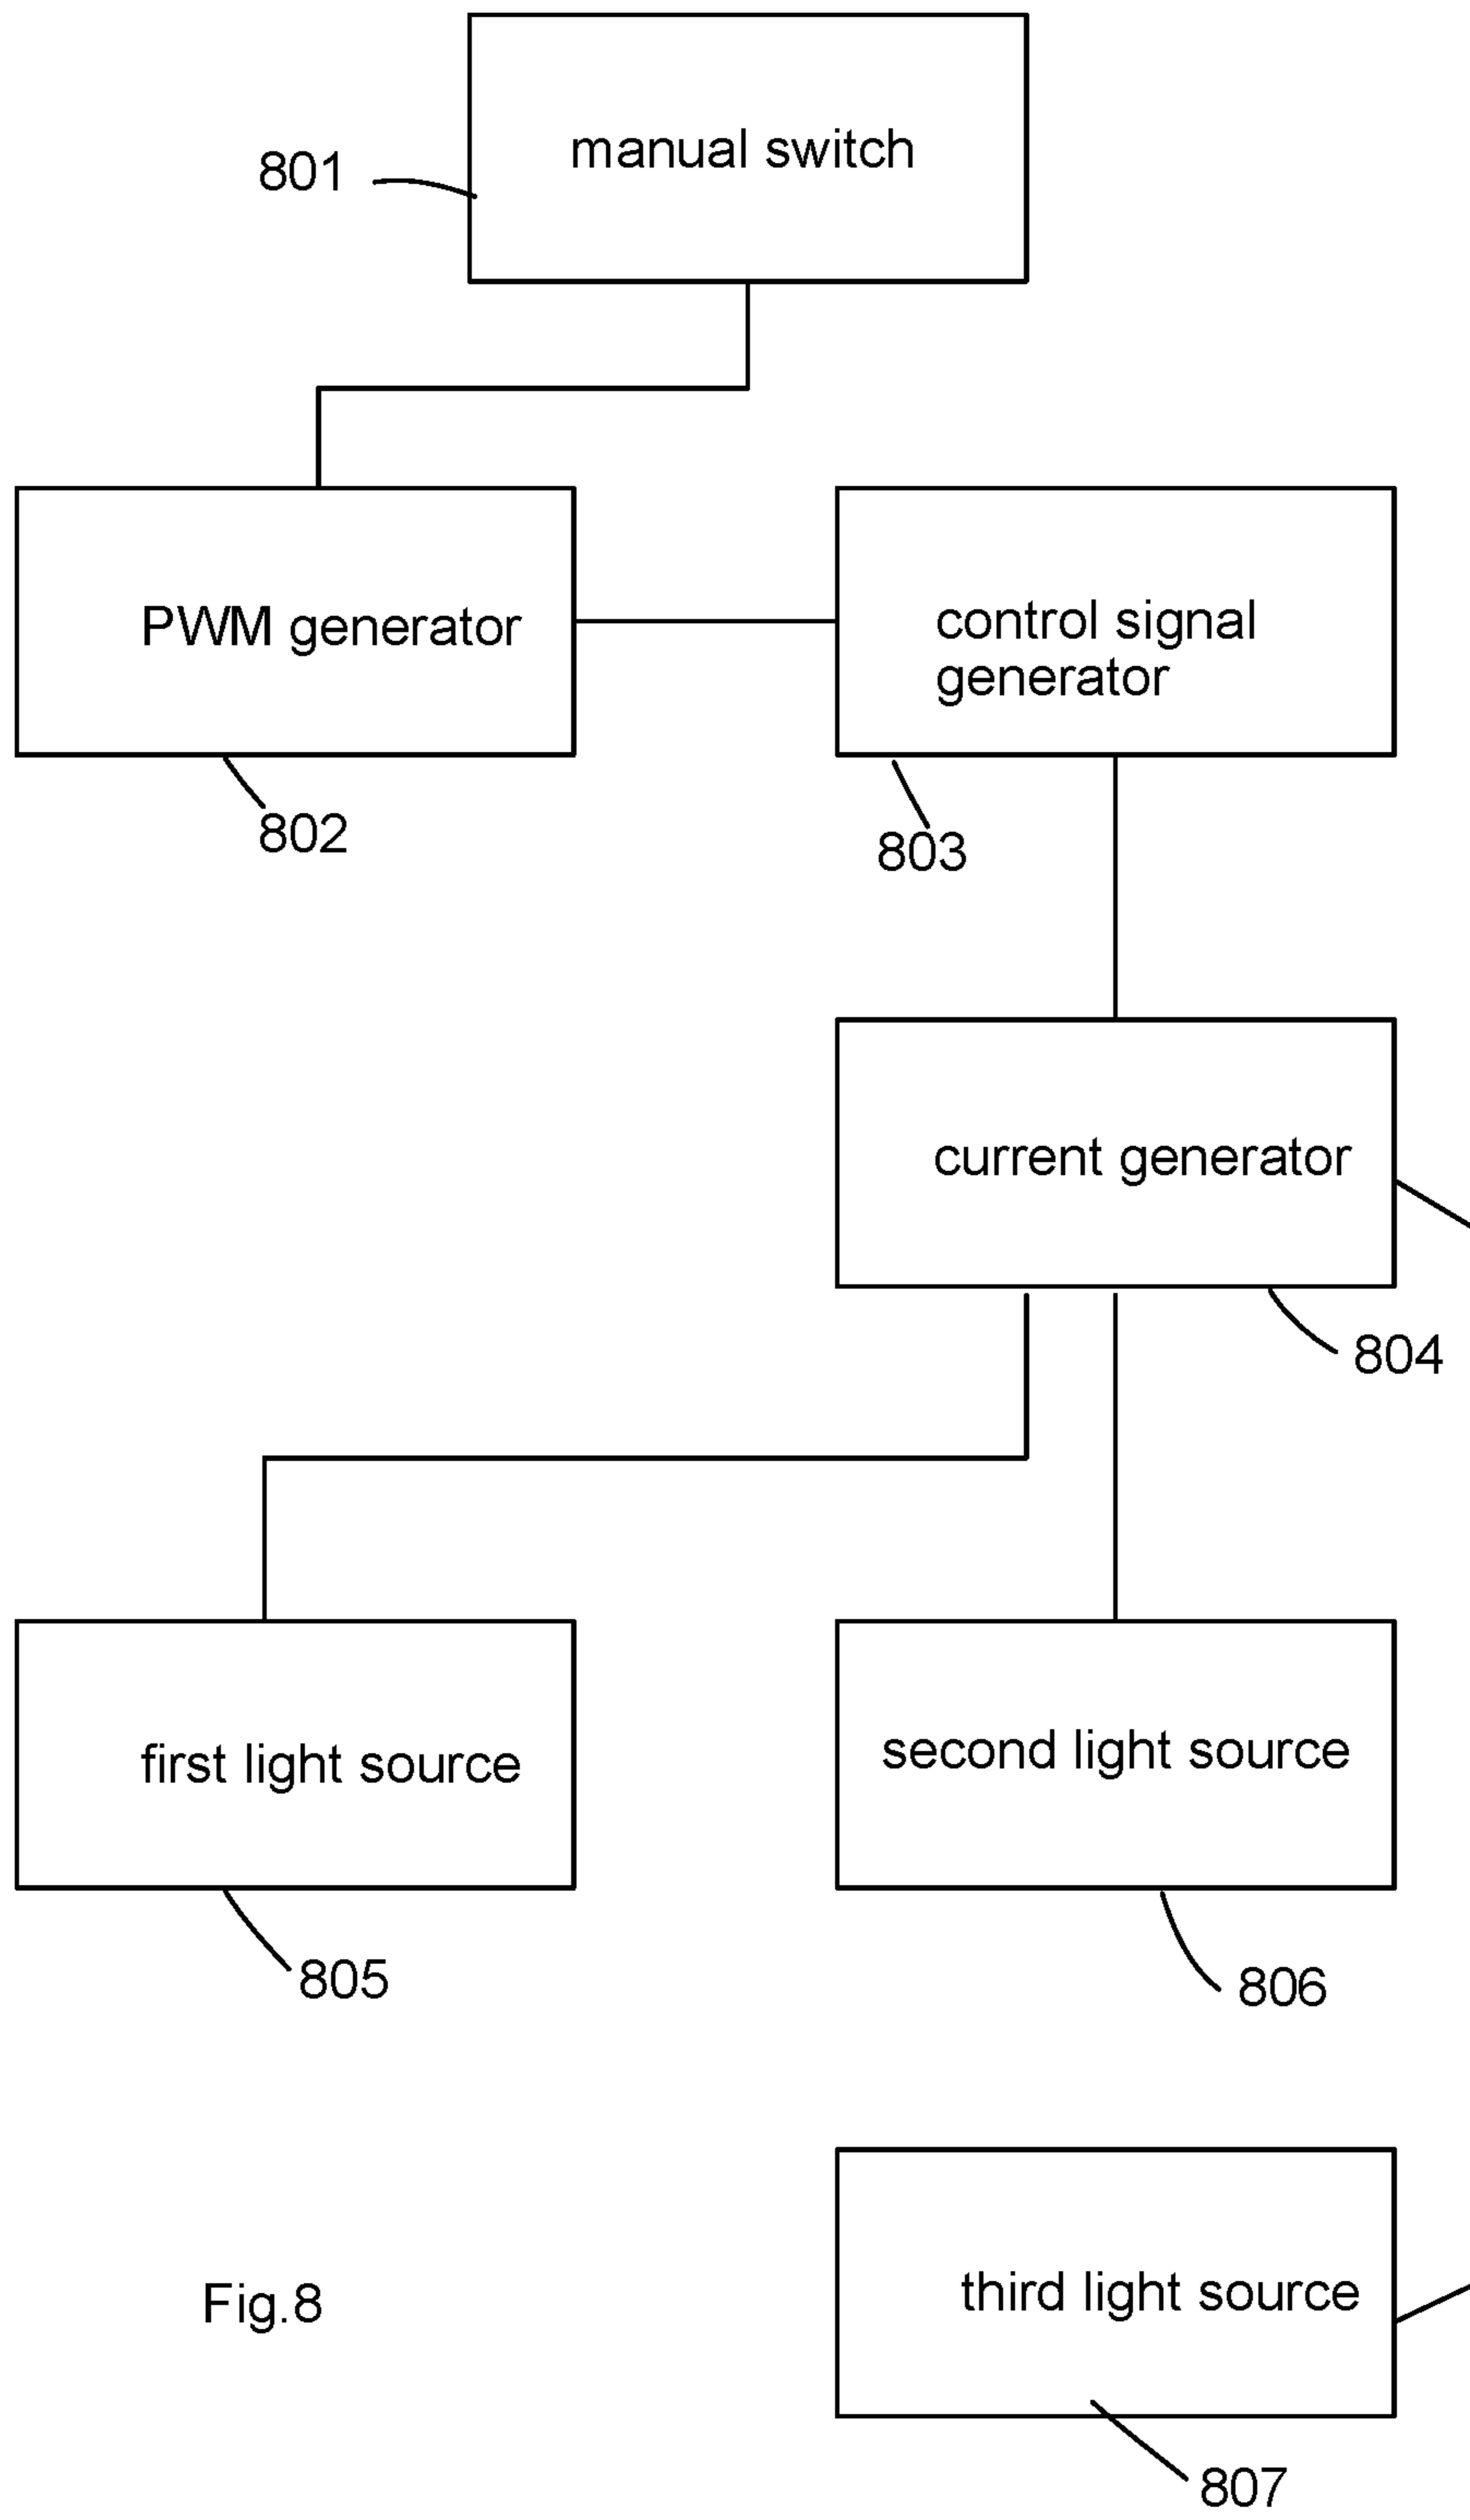 manual switch
801
PWM generator
control signal
generator
802
803
current generator
804
first light source
second light source
805
806
third light source
Fig.8
807